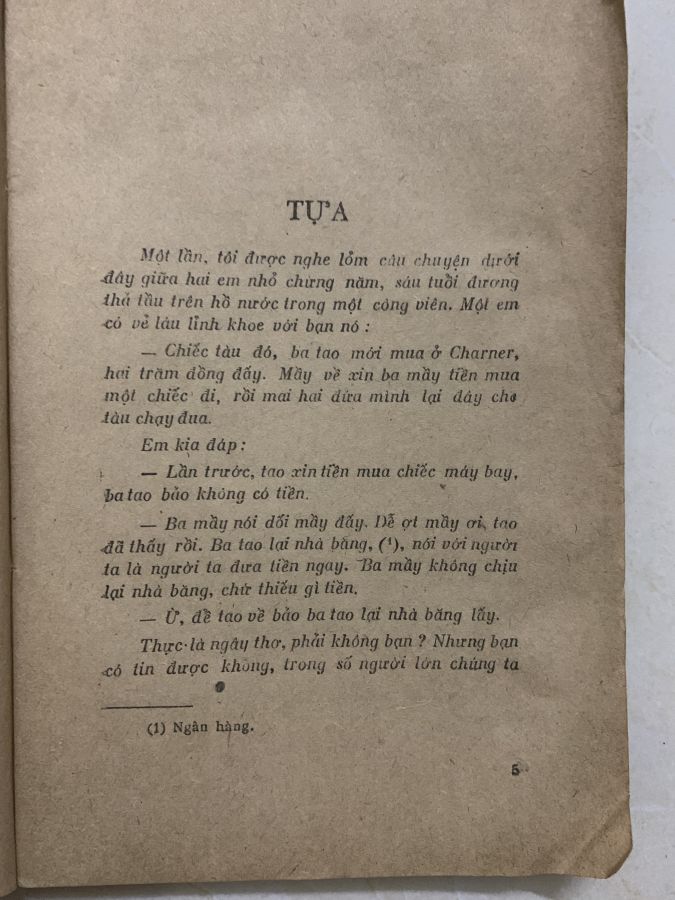 TỰA
Một lần, tôi được nghe lỏm câu chuyện dưới
đây giữa hai em nhỏ chừng năm, sáu tuổi đương
thả tầu trên hồ nước trong một công viên. Một em
có vẻ láu lỉnh khoe với bạn nó :
— Chiếc tàu đó, ba tao mới mua ở Charner,
hai trăm đồng đấy. Mầy về xin ba mầy tiền mua
một chiếc đi, rồi mai hai đứa mình lại đây cho
tàu chạy đua.
Em kia đáp :
— Lần trước, tao xin tiền mua chiếc máy bay,
ba tao bảo không có tiền.
— Ba mầy nói dối mầy đấy. Dễ ợt mầy ơi, tao
đã thấy rồi. Ba tao lại nhà băng, (¹), nói với người
ta là người ta đưa tiền ngay. Ba mầy không chịu
lại nhà băng, chứ thiếu gì tiền.
— Ừ, để tao về bảo ba tao lại nhà băng lấy.
Thực là ngây thơ, phải không bạn ? Nhưng bạn
có tin được không, trong số người lớn chúng ta
(1) Ngân hàng.
5